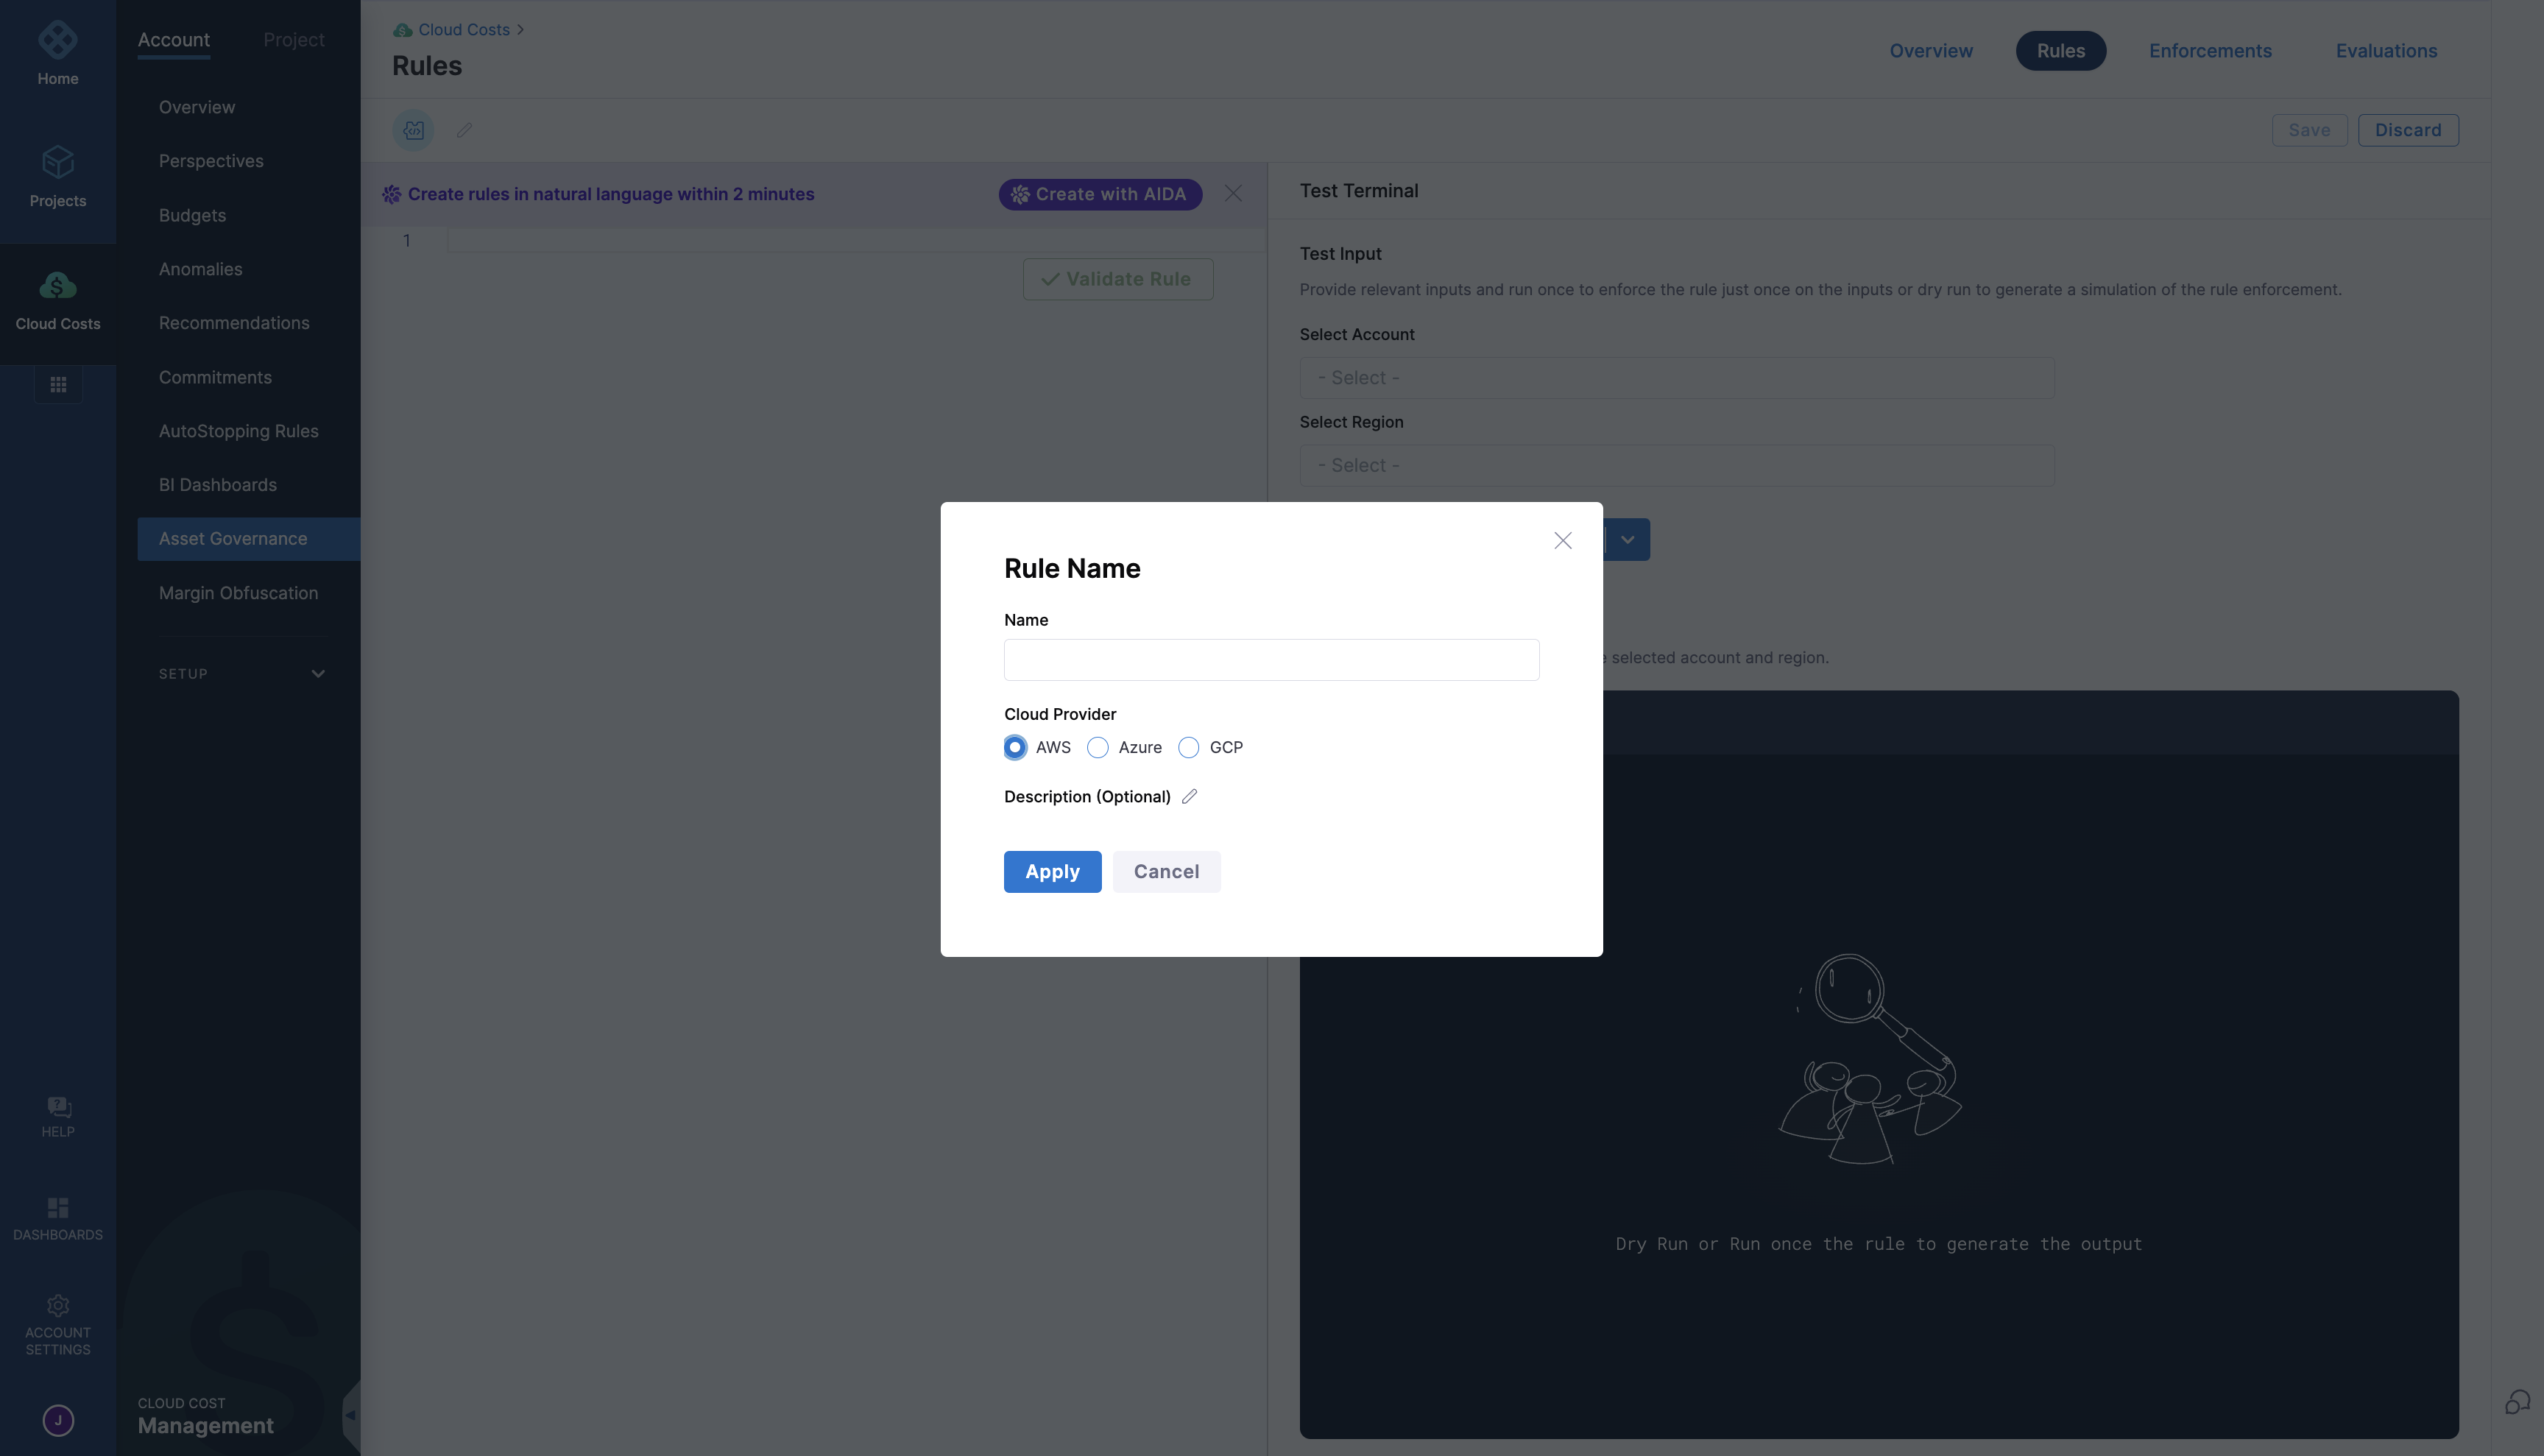 Home
Projects
Cloud Costs
HELP
DASHBOARDS
ACCOUNT
SETTINGS
J
Account
Project
Overview
Perspectives
Budgets
Anomalies
Recommendations
Commitments
AutoStopping Rules
BI Dashboards
Asset Governance
Margin Obfuscation
SETUP
CLOUD COST
Management
Cloud Costs >
Rules
Overview
Rules
Enforcements
Evaluations
Save
Discard
Create rules in natural language within 2 minutes
Create with AIDA
1
Validate Rule
Test Terminal
Test Input
Provide relevant inputs and run once to enforce the rule just once on the inputs or dry run to generate a simulation of the rule enforcement.
Select Account
- Select -
Select Region
- Select -
selected account and region.
Rule Name
Name
Cloud Provider
AWS
Azure
GCP
Description (Optional)
Apply
Cancel
Dry Run or Run once the rule to generate the output